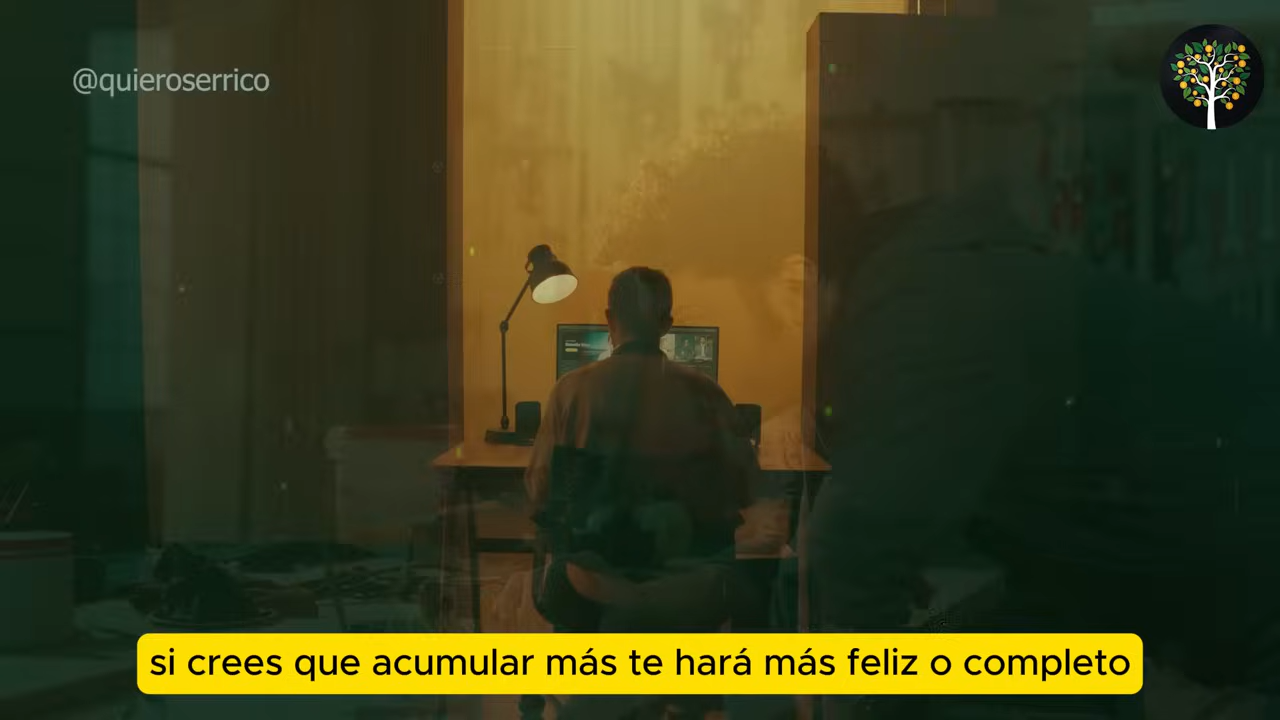 @quieroserrico
si crees que acumular más te hará más feliz o completo